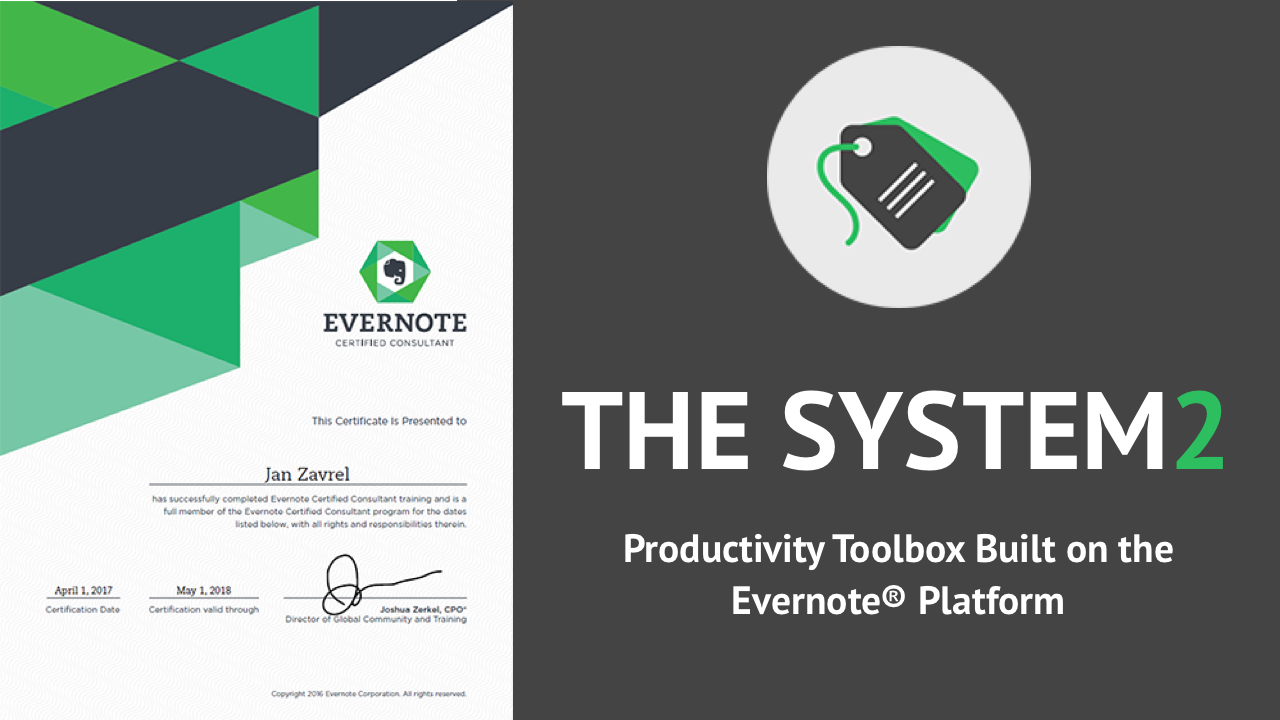 EVERNOTE
CERTIFIED CONSULTANT
This Certificate Is Presented to
Jan Zavrel
has successfully completed Evernote Certified Consultant training and is a
full member of the Evernote Certified Consultant program for the dates
listed below, with all rights and responsibilities therein.
April 1, 2017
Certification Date
May 1, 2018
Certification valid through
Joshua Zerkel, CPO®
Director of Global Community and Training
Copyright 2016 Evernote Corporation. All rights reserved.
THE SYSTEM2
Productivity Toolbox Built on the
Evernote® Platform